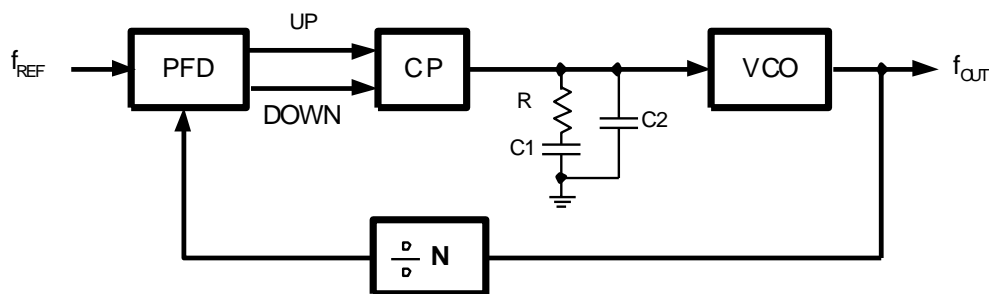 UP
f_REF
PFD
CP
VCO
f_OUT
DOWN
R
C1
C2
÷ N